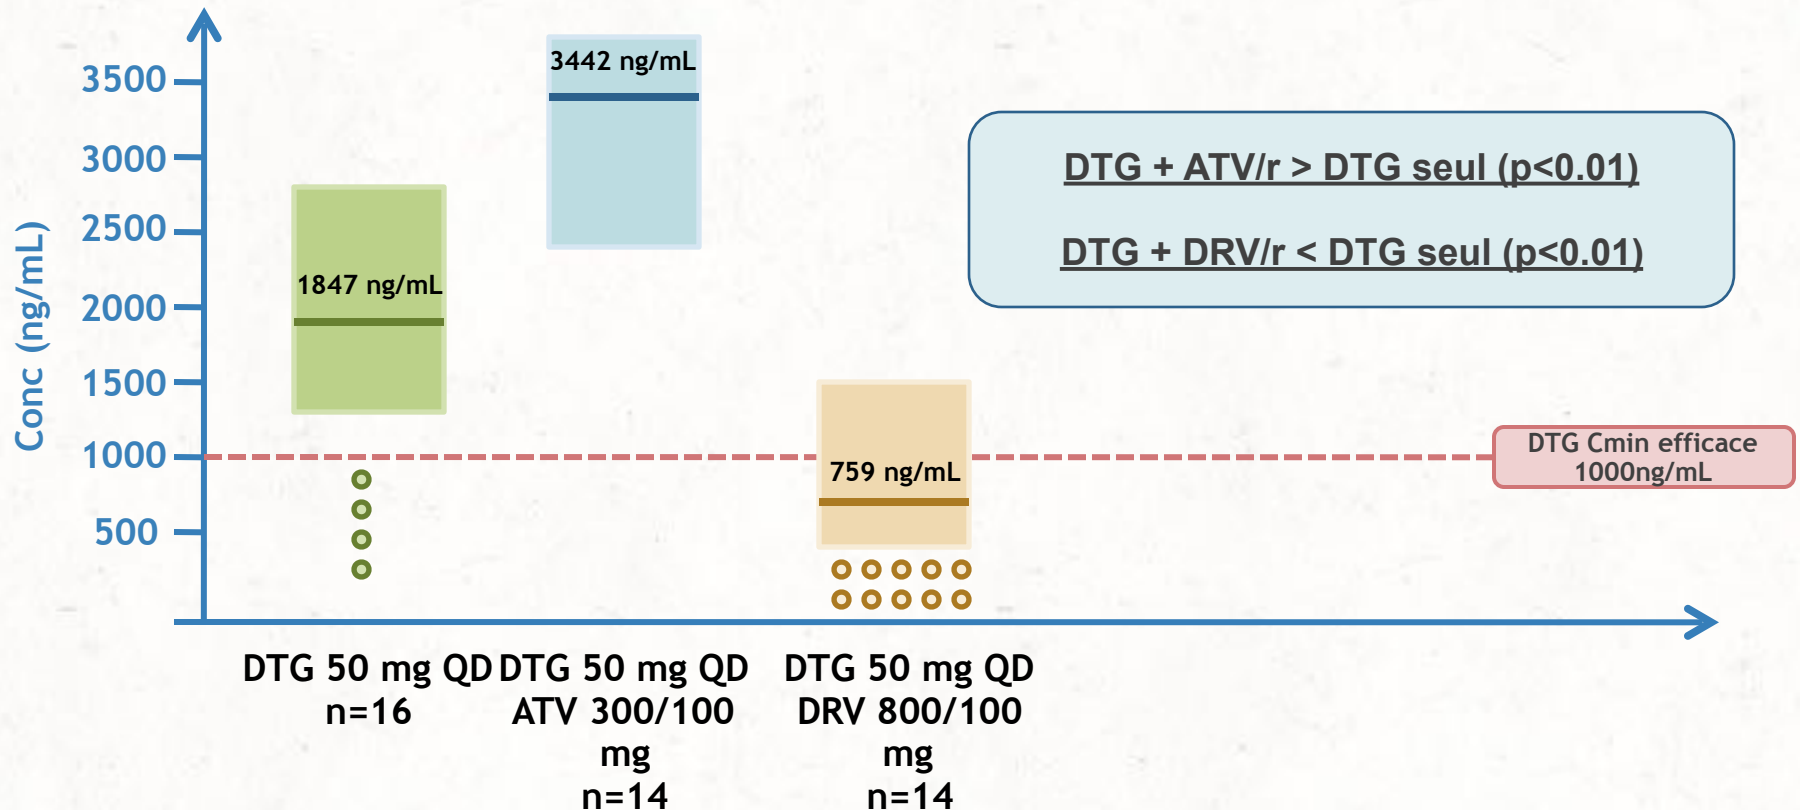 Conc (ng/mL)
3500
3000
2500
2000
1500
1000
500
3442 ng/mL
1847 ng/mL
759 ng/mL
DTG + ATV/r > DTG seul (p<0.01)
DTG + DRV/r < DTG seul (p<0.01)
DTG Cmin efficace
1000ng/mL
DTG 50 mg QD
n=16
DTG 50 mg QD
ATV 300/100
mg
n=14
DTG 50 mg QD
DRV 800/100
mg
n=14